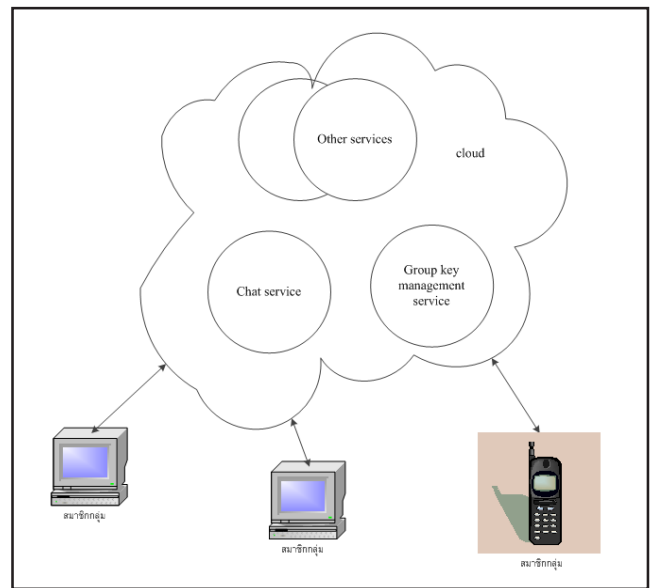 Other services
cloud
Chat service
Group key
management
service
สมาชิกกลุ่ม
สมาชิกกลุ่ม
สมาชิกกลุ่ม